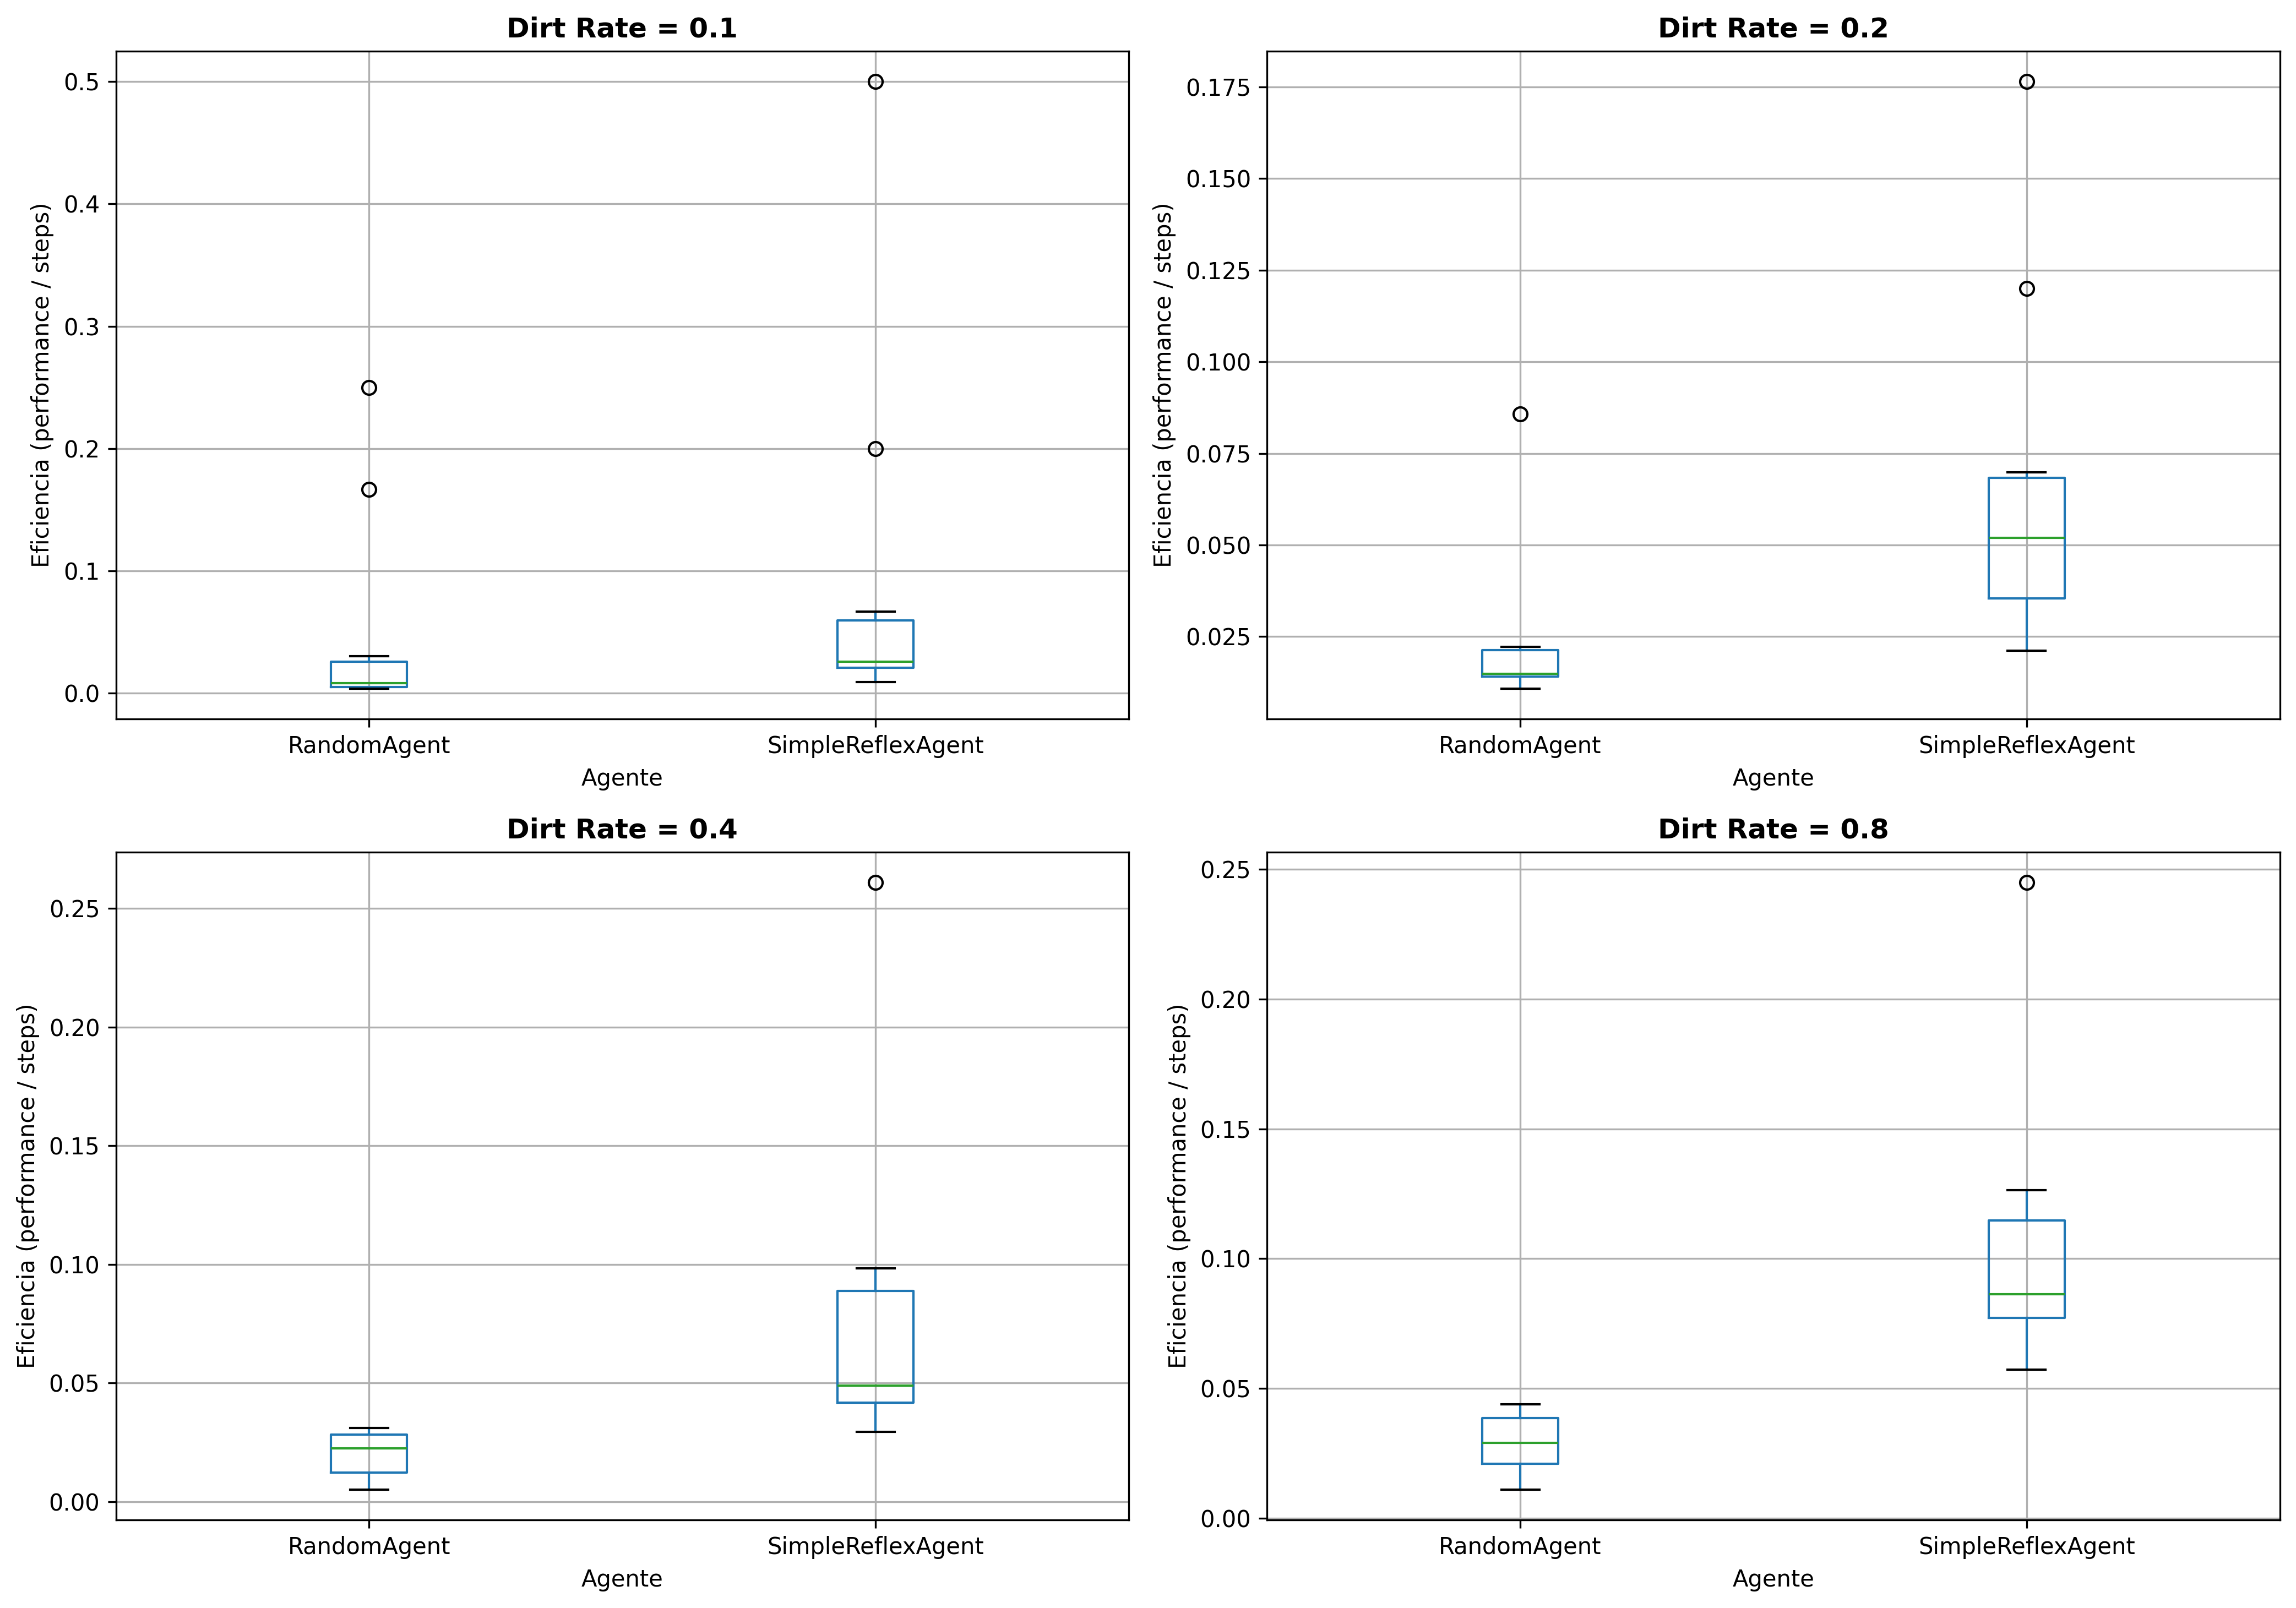 Dirt Rate = 0.1
Eficiencia (performance / steps)
0.5
0.4
0.3
0.2
0.1
0.0
RandomAgent
SimpleReflexAgent
Agente
Dirt Rate = 0.2
Eficiencia (performance / steps)
0.175
0.150
0.125
0.100
0.075
0.050
0.025
RandomAgent
SimpleReflexAgent
Agente
Dirt Rate = 0.4
Eficiencia (performance / steps)
0.25
0.20
0.15
0.10
0.05
0.00
RandomAgent
SimpleReflexAgent
Agente
Dirt Rate = 0.8
Eficiencia (performance / steps)
0.25
0.20
0.15
0.10
0.05
0.00
RandomAgent
SimpleReflexAgent
Agente